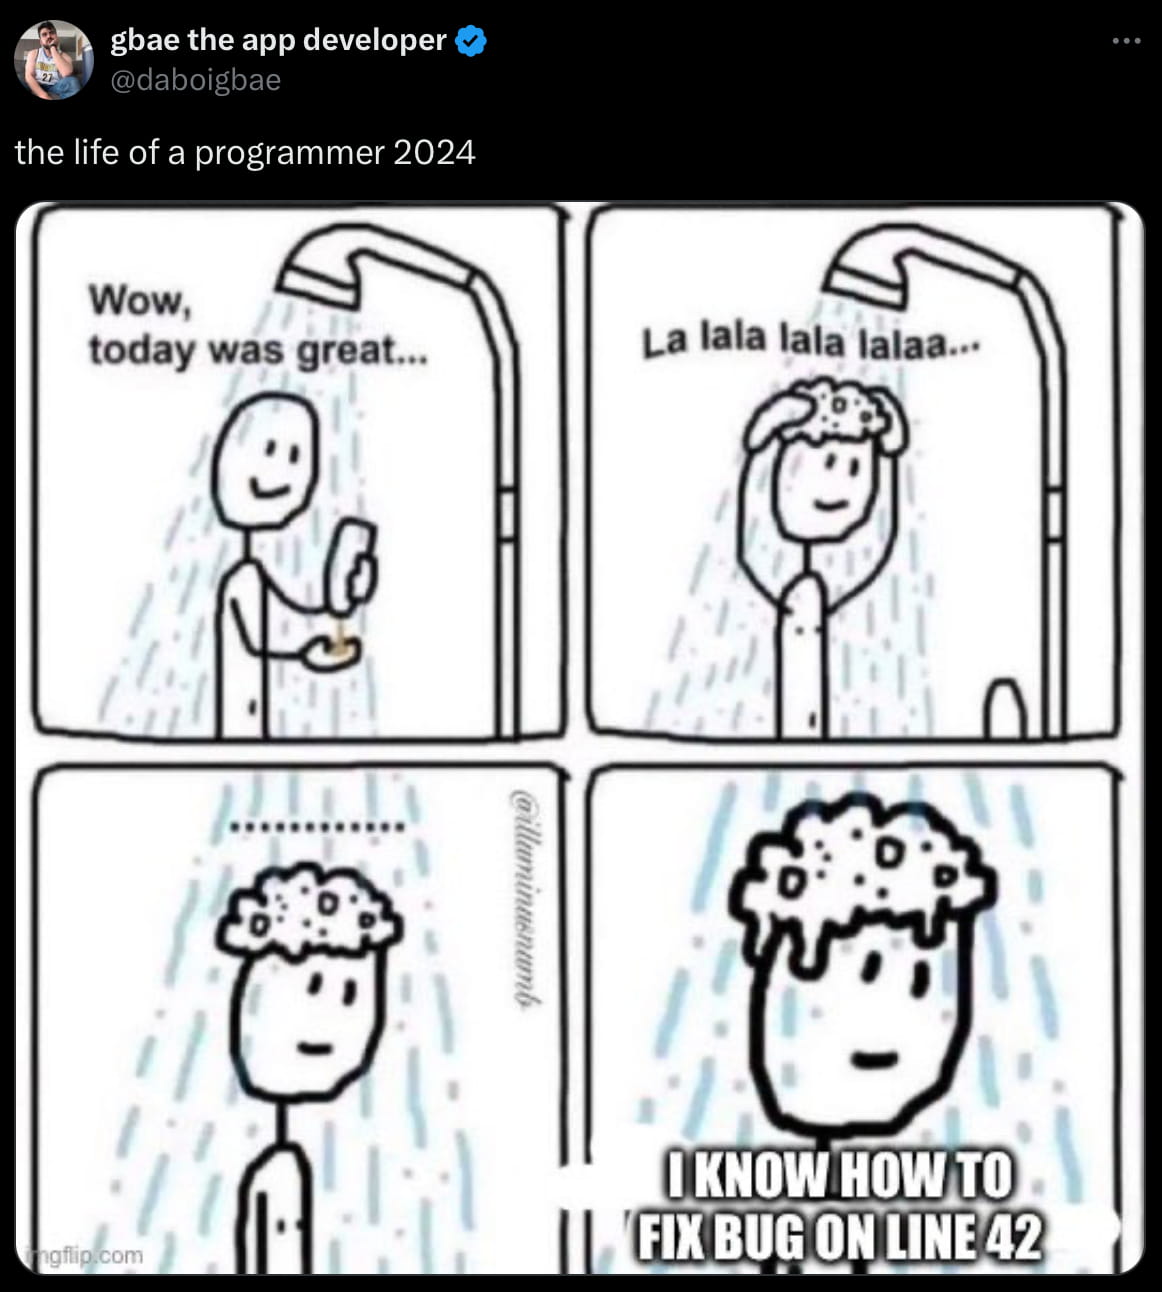 gbae the app developer
@daboigbae
the life of a programmer 2024
Wow,
today was great...
La lala lala lalaa...
............
@illuminusnumb
I KNOW HOW TO
FIX BUG ON LINE 42
imgflip.com